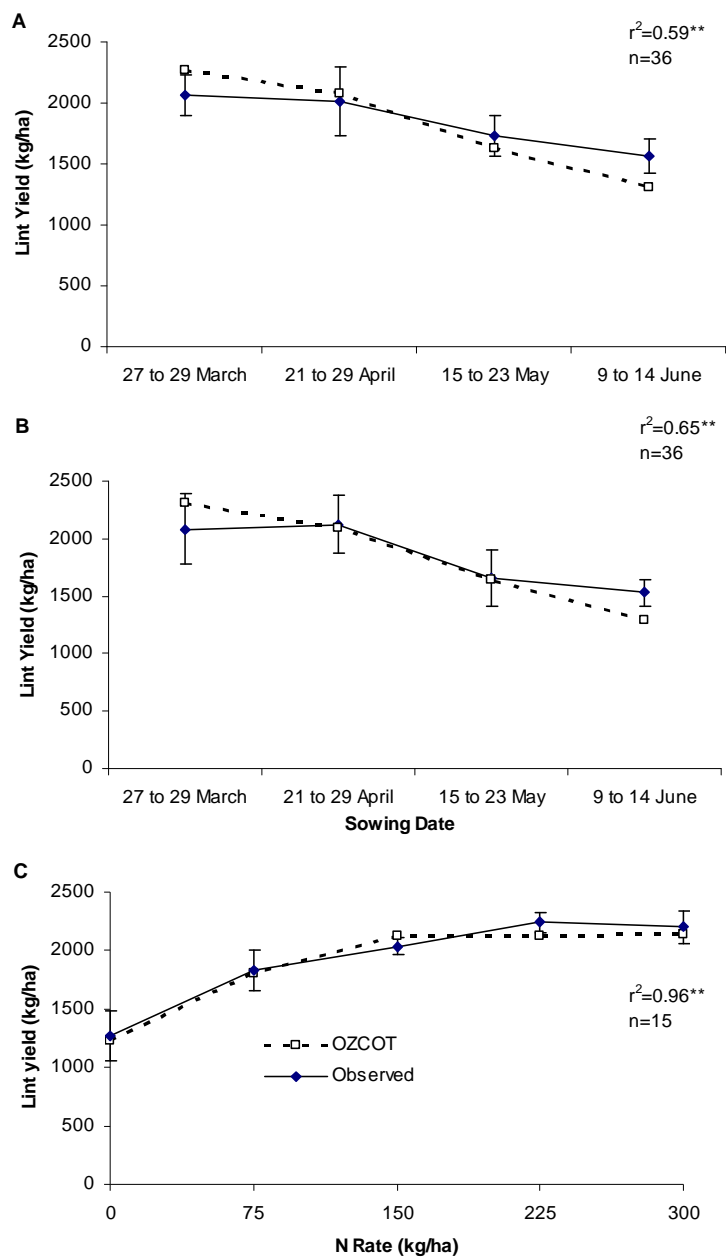 A
r²=0.59**
n=36
2500
2000
1500
1000
500
0
Lint Yield (kg/ha)
27 to 29 March 21 to 29 April 15 to 23 May 9 to 14 June
B
r²=0.65**
n=36
2500
2000
1500
1000
500
0
Lint Yield (kg/ha)
27 to 29 March 21 to 29 April 15 to 23 May 9 to 14 June
Sowing Date
C
2500
2000
1500
1000
500
0
Lint yield (kg/ha)
r²=0.96**
n=15
OZCOT
Observed
0 75 150 225 300
N Rate (kg/ha)